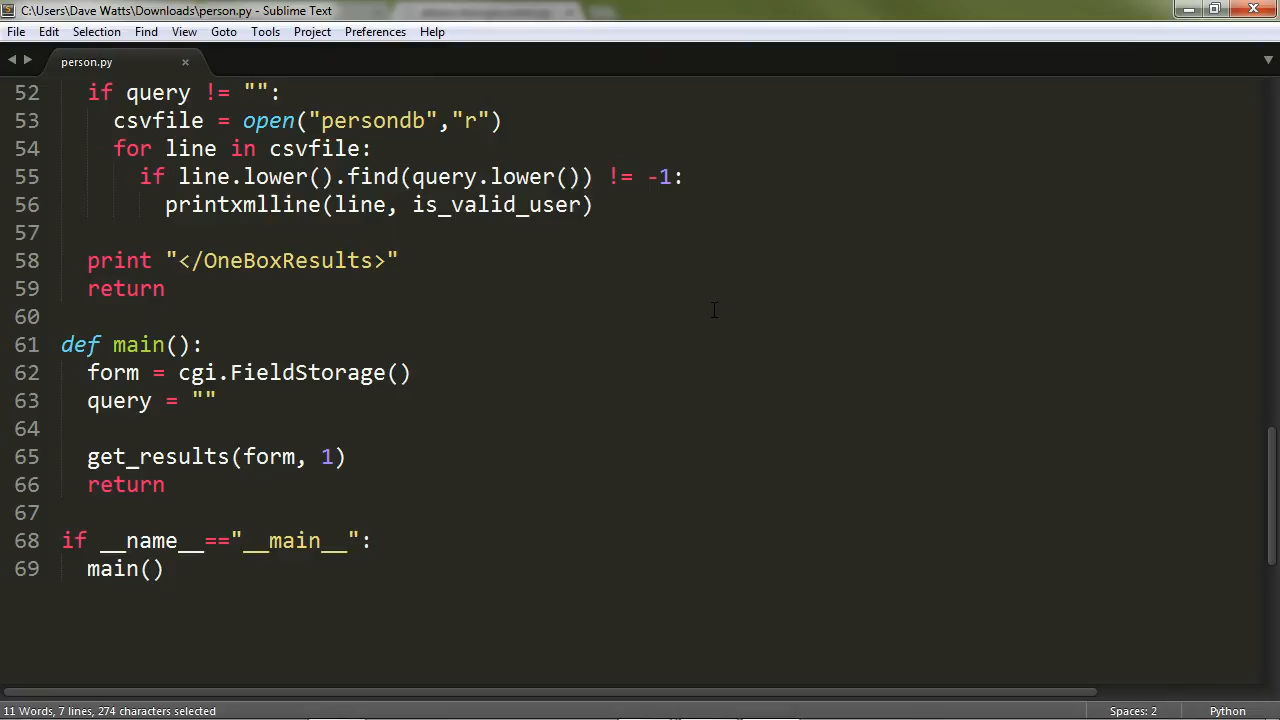 C:\Users\Dave Watts\Downloads\person.py - Sublime Text
File Edit Selection Find View Goto Tools Project Preferences Help
person.py
52 if query != "":
53 csvfile = open("persondb","r")
54 for line in csvfile:
55 if line.lower().find(query.lower()) != -1:
56 printxmlline(line, is_valid_user)
57
58 print "</OneBoxResults>"
59 return
60
61 def main():
62 form = cgi.FieldStorage()
63 query = ""
64
65 get_results(form, 1)
66 return
67
68 if __name__=="__main__":
69 main()
11 Words, 7 lines, 274 characters selected
Spaces: 2
Python